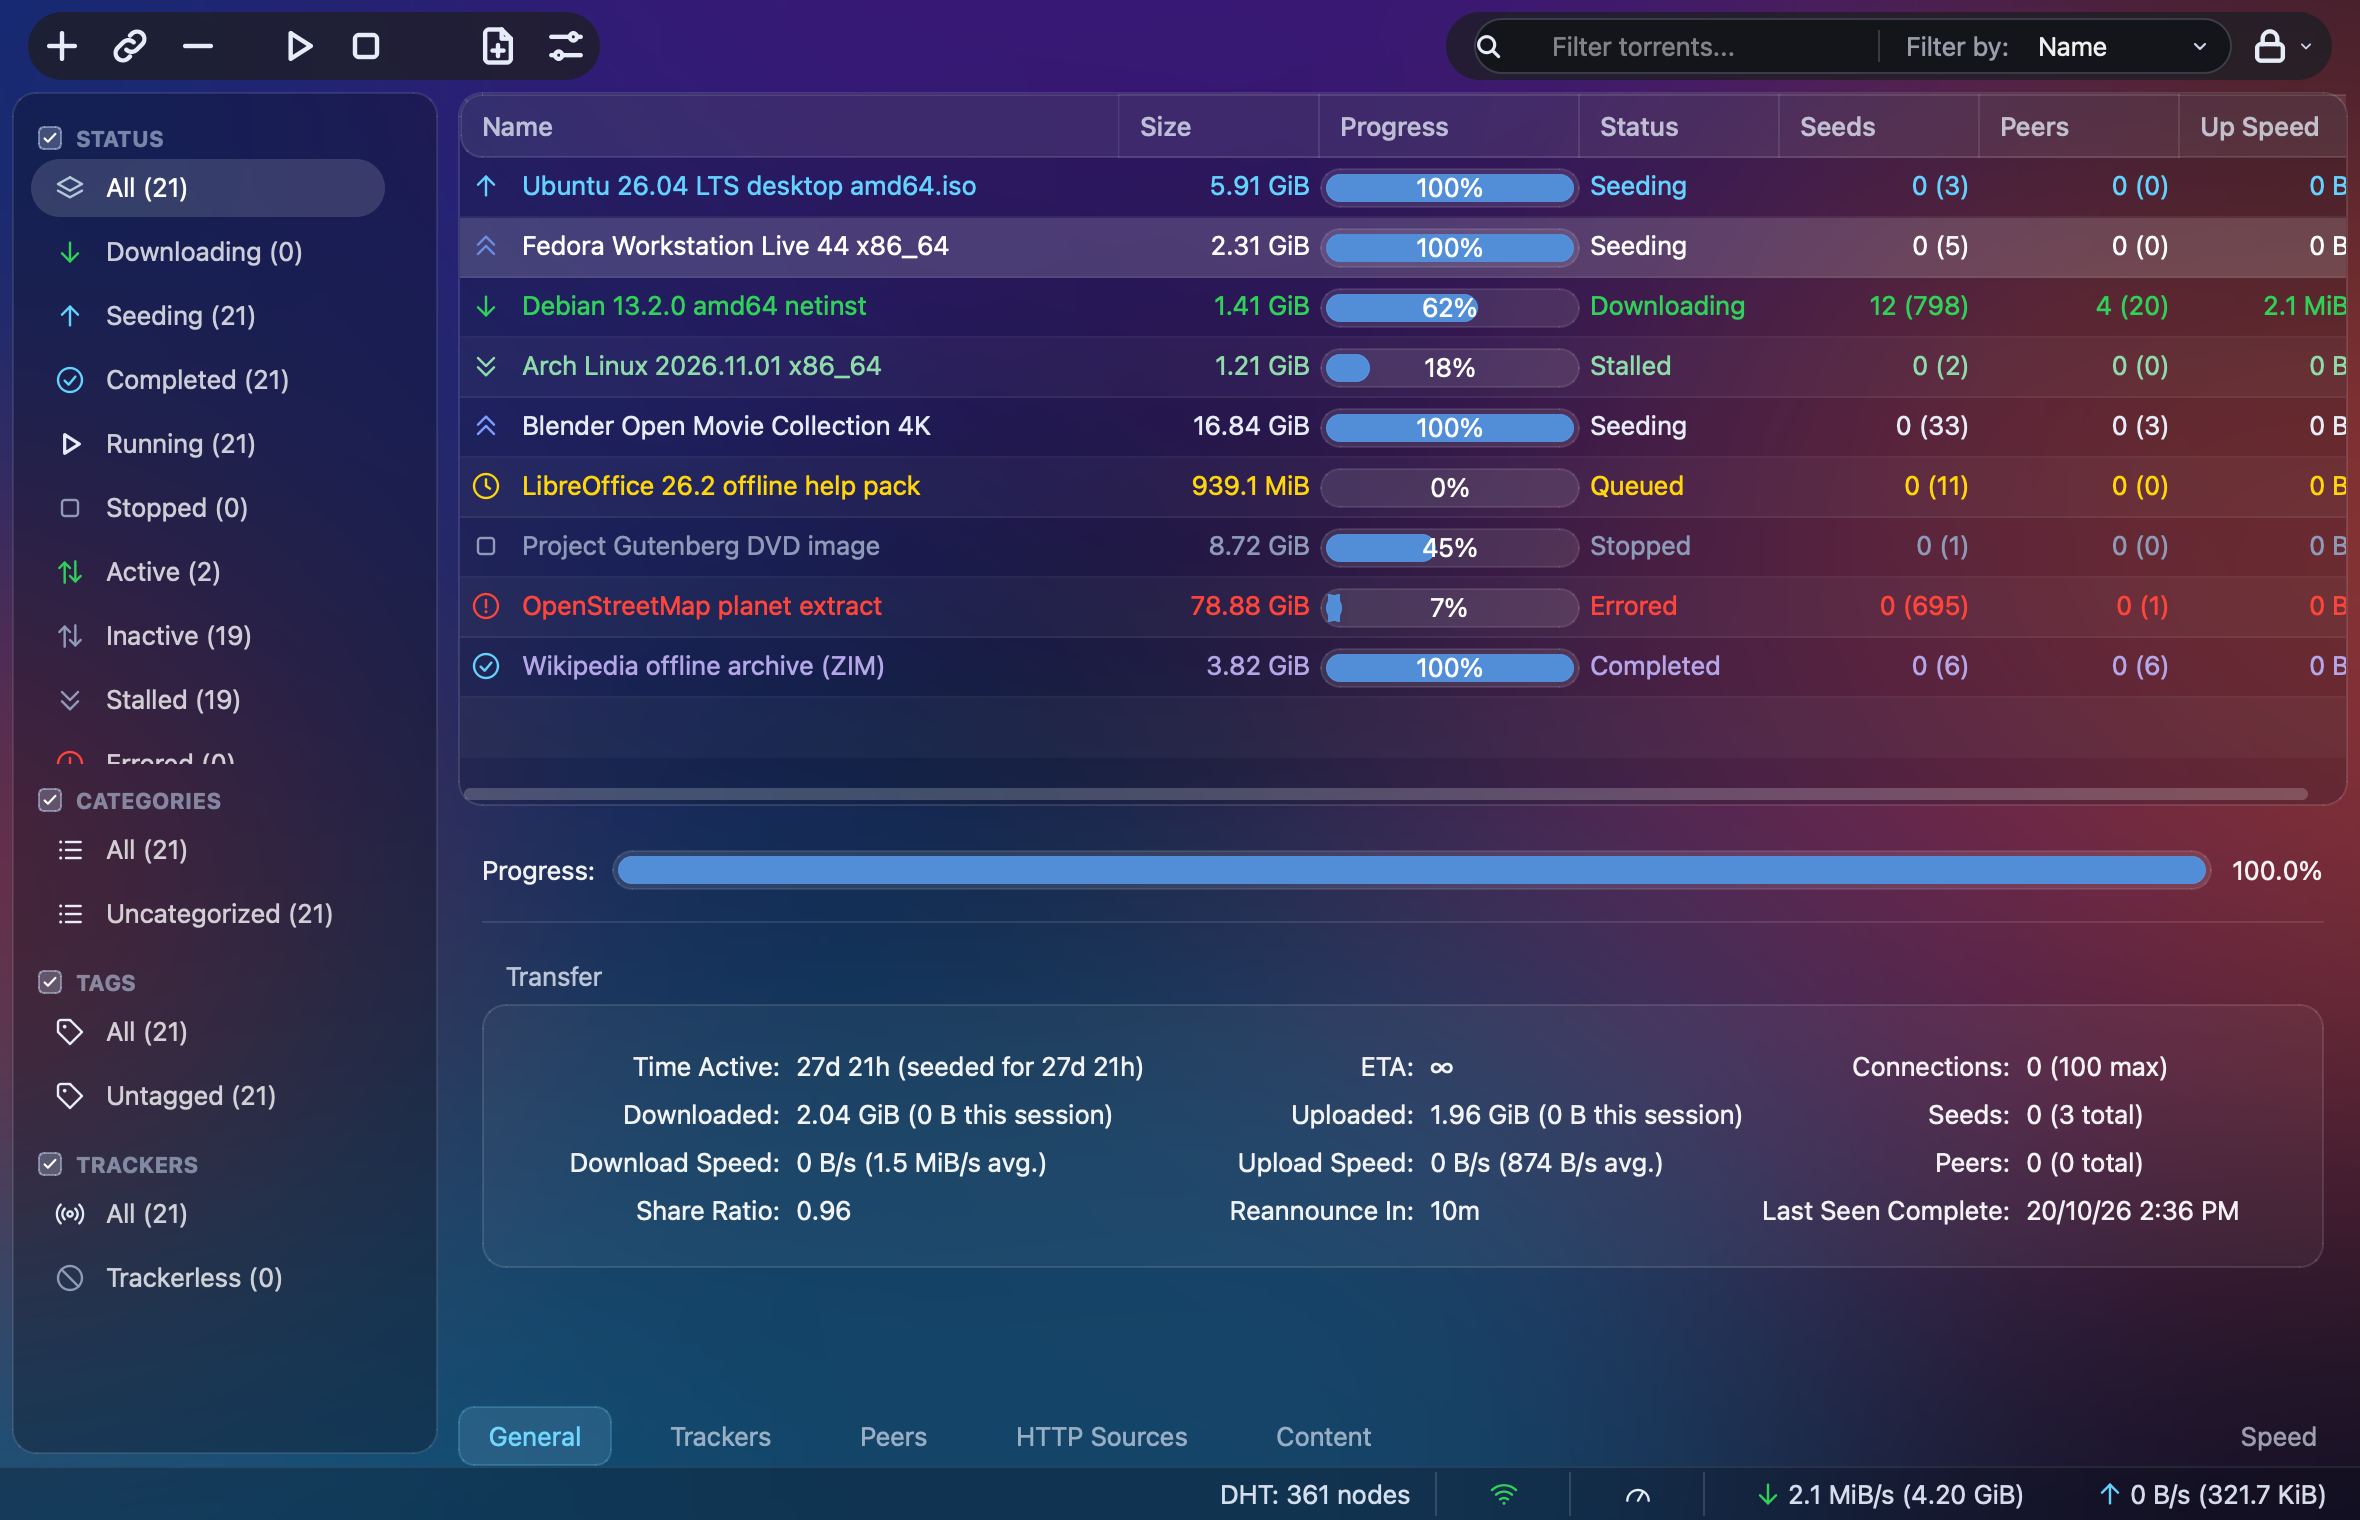 Filter torrents...
Filter by: Name
STATUS
All (21)
Downloading (0)
Seeding (21)
Completed (21)
Running (21)
Stopped (0)
Active (2)
Inactive (19)
Stalled (19)
Errored (0)
CATEGORIES
All (21)
Uncategorized (21)
TAGS
All (21)
Untagged (21)
TRACKERS
All (21)
Trackerless (0)
Name Size Progress Status Seeds Peers Up Speed
Ubuntu 26.04 LTS desktop amd64.iso 5.91 GiB 100% Seeding 0 (3) 0 (0) 0 B
Fedora Workstation Live 44 x86_64 2.31 GiB 100% Seeding 0 (5) 0 (0) 0 B
Debian 13.2.0 amd64 netinst 1.41 GiB 62% Downloading 12 (798) 4 (20) 2.1 MiB
Arch Linux 2026.11.01 x86_64 1.21 GiB 18% Stalled 0 (2) 0 (0) 0 B
Blender Open Movie Collection 4K 16.84 GiB 100% Seeding 0 (33) 0 (3) 0 B
LibreOffice 26.2 offline help pack 939.1 MiB 0% Queued 0 (11) 0 (0) 0 B
Project Gutenberg DVD image 8.72 GiB 45% Stopped 0 (1) 0 (0) 0 B
OpenStreetMap planet extract 78.88 GiB 7% Errored 0 (695) 0 (1) 0 B
Wikipedia offline archive (ZIM) 3.82 GiB 100% Completed 0 (6) 0 (6) 0 B
Progress: 100.0%
Transfer
Time Active: 27d 21h (seeded for 27d 21h) ETA: ∞ Connections: 0 (100 max)
Downloaded: 2.04 GiB (0 B this session) Uploaded: 1.96 GiB (0 B this session) Seeds: 0 (3 total)
Download Speed: 0 B/s (1.5 MiB/s avg.) Upload Speed: 0 B/s (874 B/s avg.) Peers: 0 (0 total)
Share Ratio: 0.96 Reannounce In: 10m Last Seen Complete: 20/10/26 2:36 PM
General Trackers Peers HTTP Sources Content Speed
DHT: 361 nodes 2.1 MiB/s (4.20 GiB) 0 B/s (321.7 KiB)